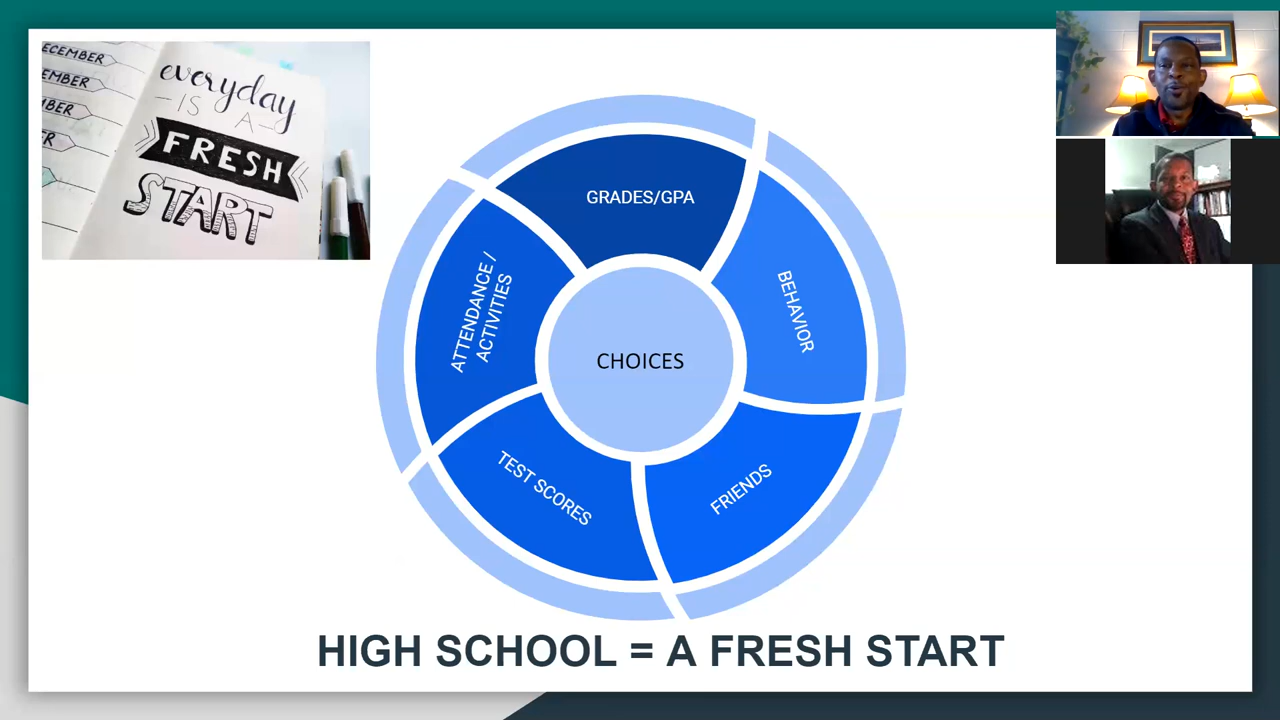 ECEMBER
EMBER
BER
R
everyday
IS A
FRESH
START
GRADES/GPA
BEHAVIOR
FRIENDS
TEST SCORES
ATTENDANCE /
ACTIVITIES
CHOICES
HIGH SCHOOL = A FRESH START